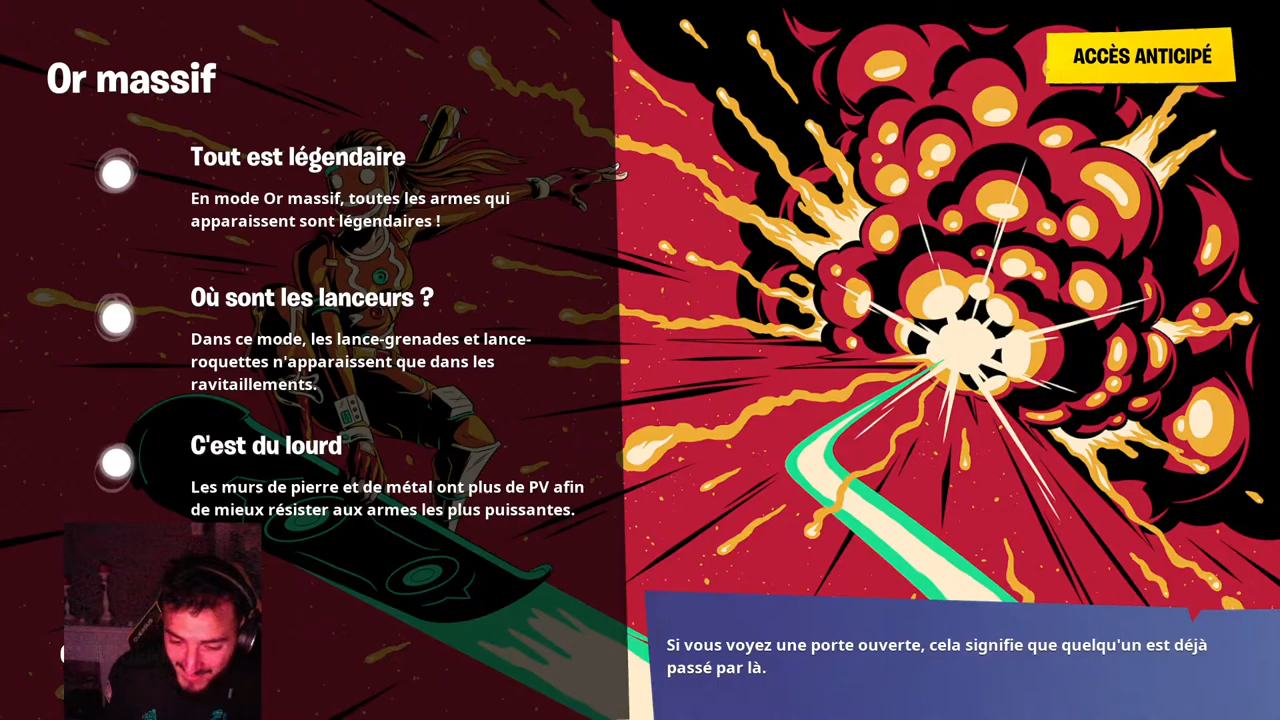 Or massif
ACCÈS ANTICIPÉ
Tout est légendaire
En mode Or massif, toutes les armes qui
apparaissent sont légendaires !
Où sont les lanceurs ?
Dans ce mode, les lance-grenades et lance-
roquettes n'apparaissent que dans les
ravitaillements.
C'est du lourd
Les murs de pierre et de métal ont plus de PV afin
de mieux résister aux armes les plus puissantes.
Si vous voyez une porte ouverte, cela signifie que quelqu'un est déjà
passé par là.